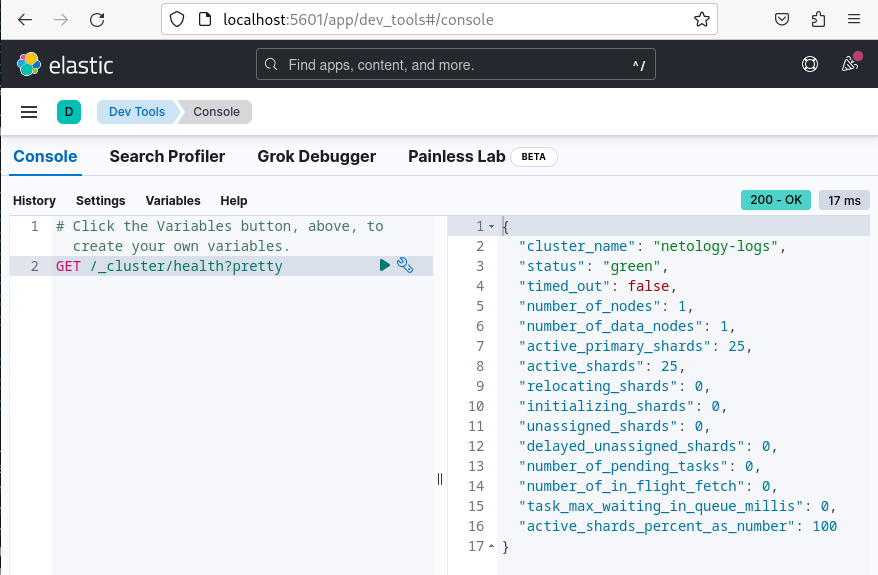 localhost:5601/app/dev_tools#/console
elastic
Find apps, content, and more.
^/
D
Dev Tools
Console
Console
Search Profiler
Grok Debugger
Painless Lab
BETA
History
Settings
Variables
Help
200 - OK
17 ms
1
# Click the Variables button, above, to
create your own variables.
2
GET /_cluster/health?pretty
1 {
2 "cluster_name": "netology-logs",
3 "status": "green",
4 "timed_out": false,
5 "number_of_nodes": 1,
6 "number_of_data_nodes": 1,
7 "active_primary_shards": 25,
8 "active_shards": 25,
9 "relocating_shards": 0,
10 "initializing_shards": 0,
11 "unassigned_shards": 0,
12 "delayed_unassigned_shards": 0,
13 "number_of_pending_tasks": 0,
14 "number_of_in_flight_fetch": 0,
15 "task_max_waiting_in_queue_millis": 0,
16 "active_shards_percent_as_number": 100
17 }